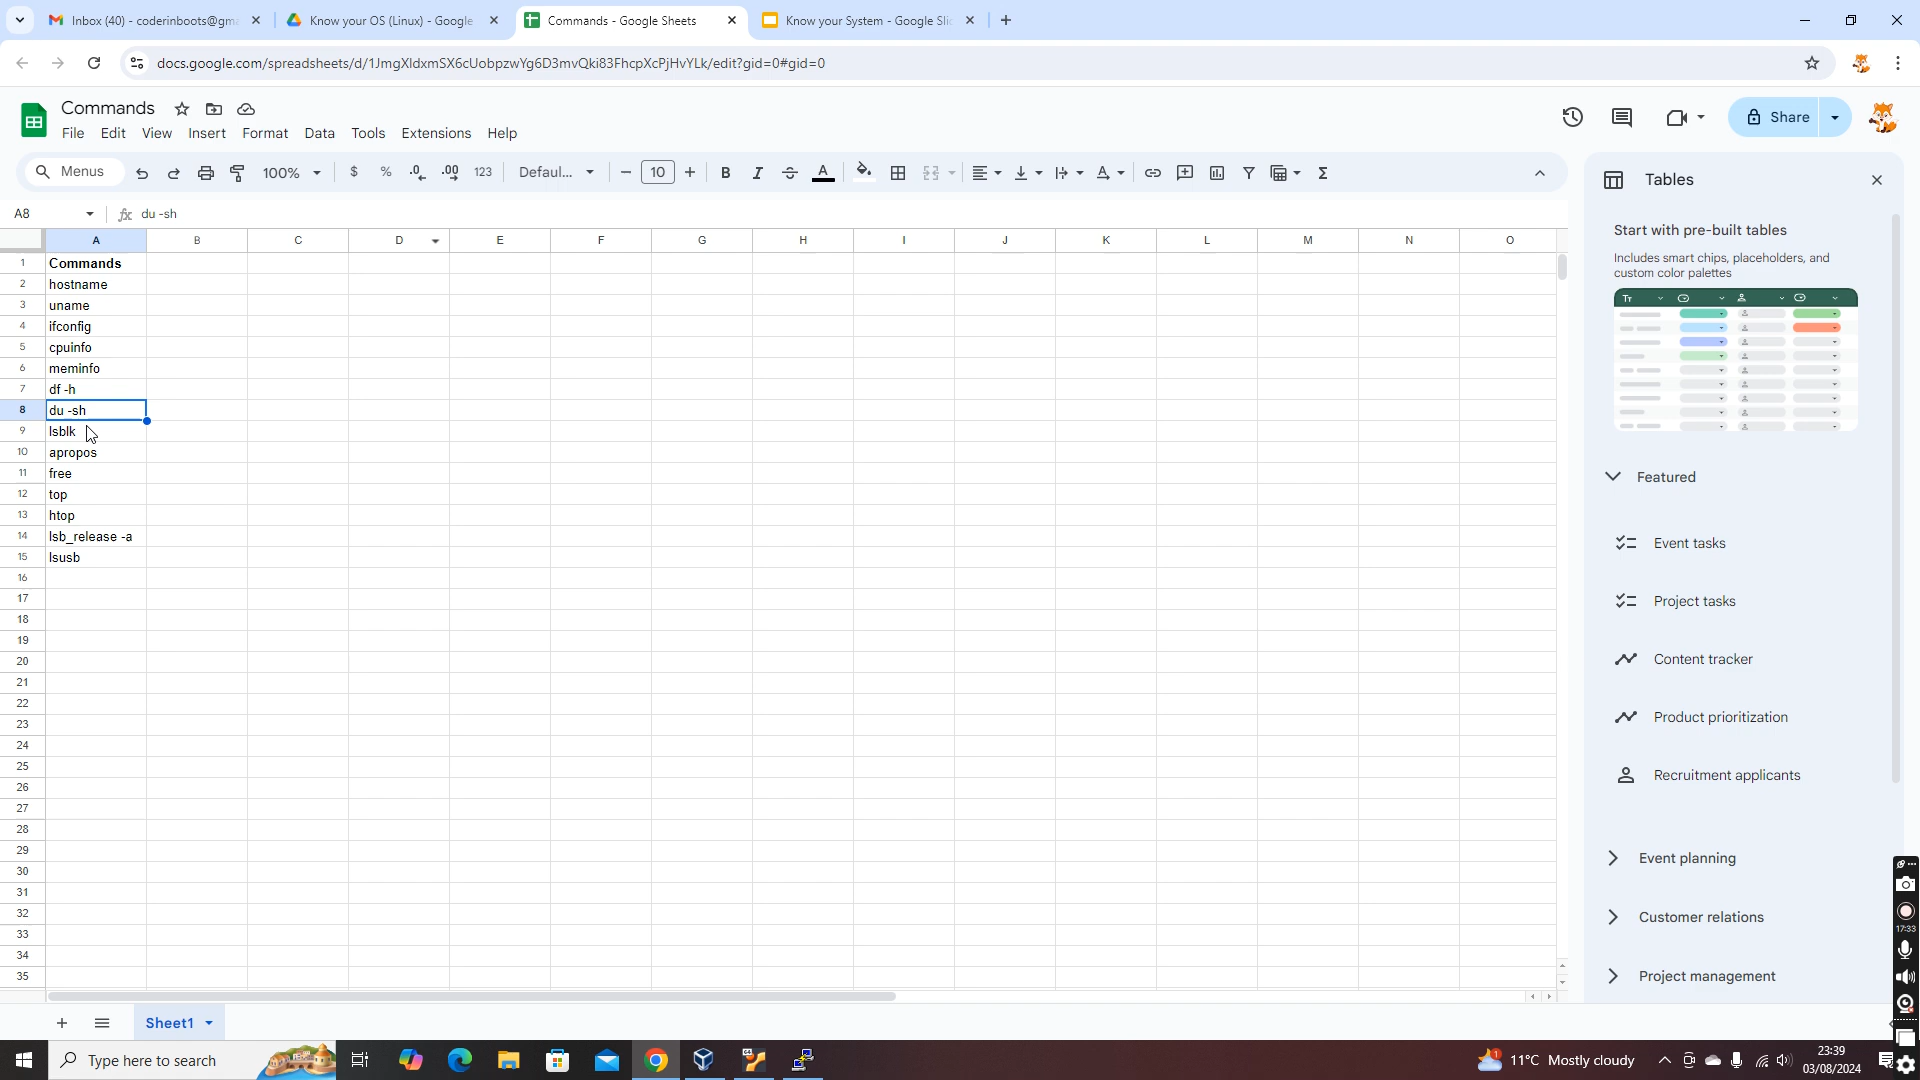 Inbox (40) - coderinboots@gma
Know your OS (Linux) - Google
Commands - Google Sheets
Know your System - Google Slic
docs.google.com/spreadsheets/d/1JmgXldxmSX6cUobpzwYg6D3mvQki83FhcpXcPjHvYLk/edit?gid=0#gid=0
Commands
File Edit View Insert Format Data Tools Extensions Help
Share
Menus
100%
$ % .0 .00 123
Defaul...
10
B I A
A8
fx du -sh
A B C D E F G H I J K L M N O
1 Commands
2 hostname
3 uname
4 ifconfig
5 cpuinfo
6 meminfo
7 df -h
8 du -sh
9 lsblk
10 apropos
11 free
12 top
13 htop
14 lsb_release -a
15 lsusb
16
17
18
19
20
21
22
23
24
25
26
27
28
29
30
31
32
33
34
35
Tables
Start with pre-built tables
Includes smart chips, placeholders, and
custom color palettes
Tт
Featured
Event tasks
Project tasks
Content tracker
Product prioritization
Recruitment applicants
Event planning
Customer relations
Project management
17:33
Sheet1
Type here to search
11°C Mostly cloudy
23:39
03/08/2024